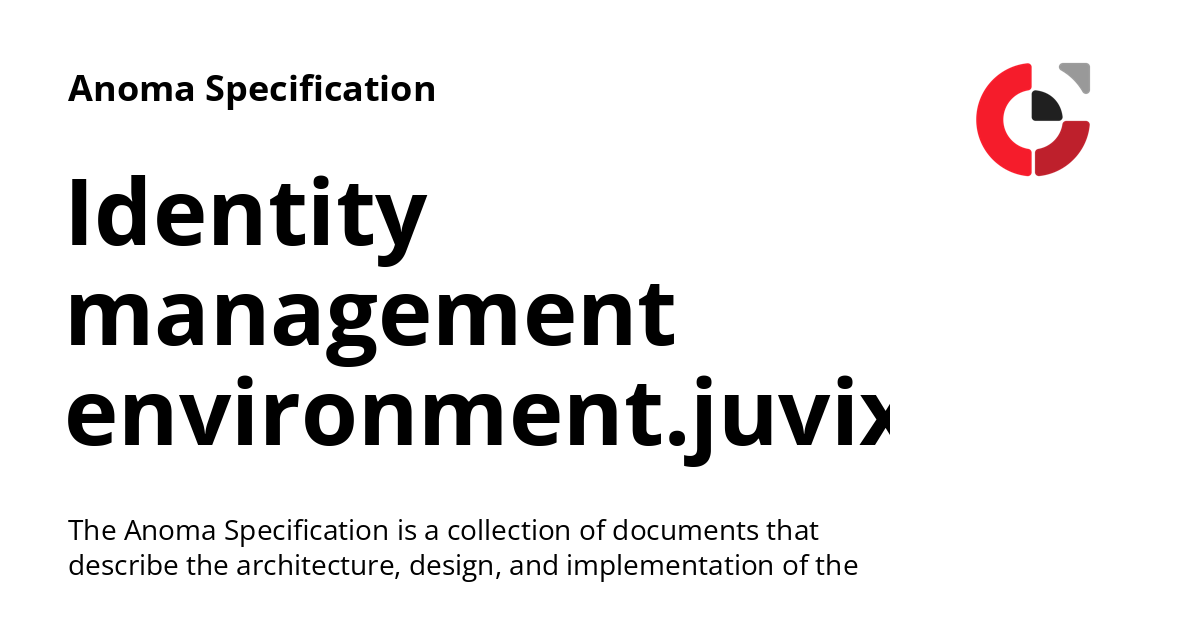 Anoma Specification
Identity
management
environment.juvix
The Anoma Specification is a collection of documents that
describe the architecture, design, and implementation of the